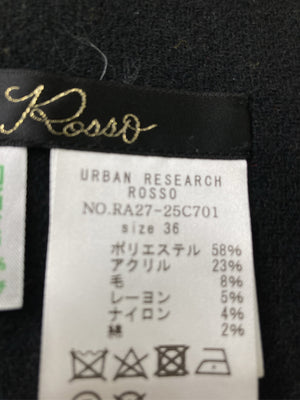 Rosso
URBAN RESEARCH
ROSSO
NO.RA27-25C701
size 36
ポリエステル 58%
アクリル 23%
毛 8%
レーヨン 5%
ナイロン 4%
綿 2%